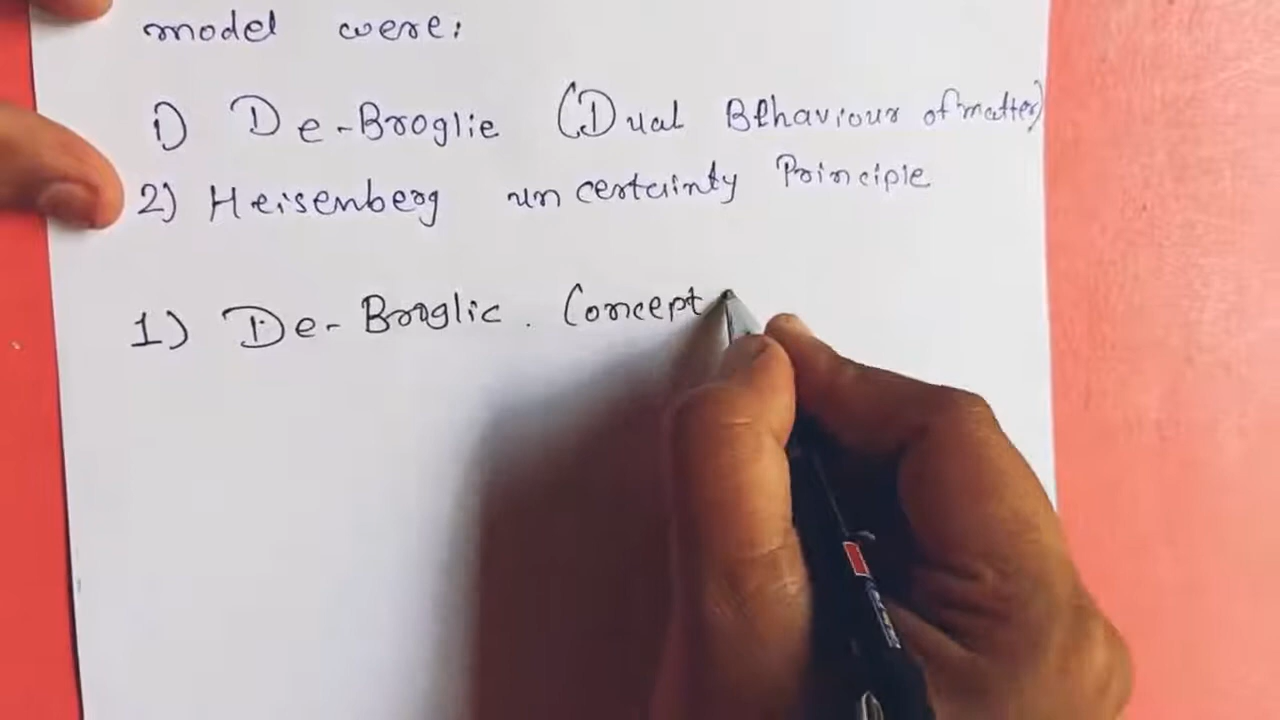 model were:
1) De-Broglie (Dual Behaviour of matter)
2) Heisenberg uncertainty Principle
1) De-Broglie. Concept